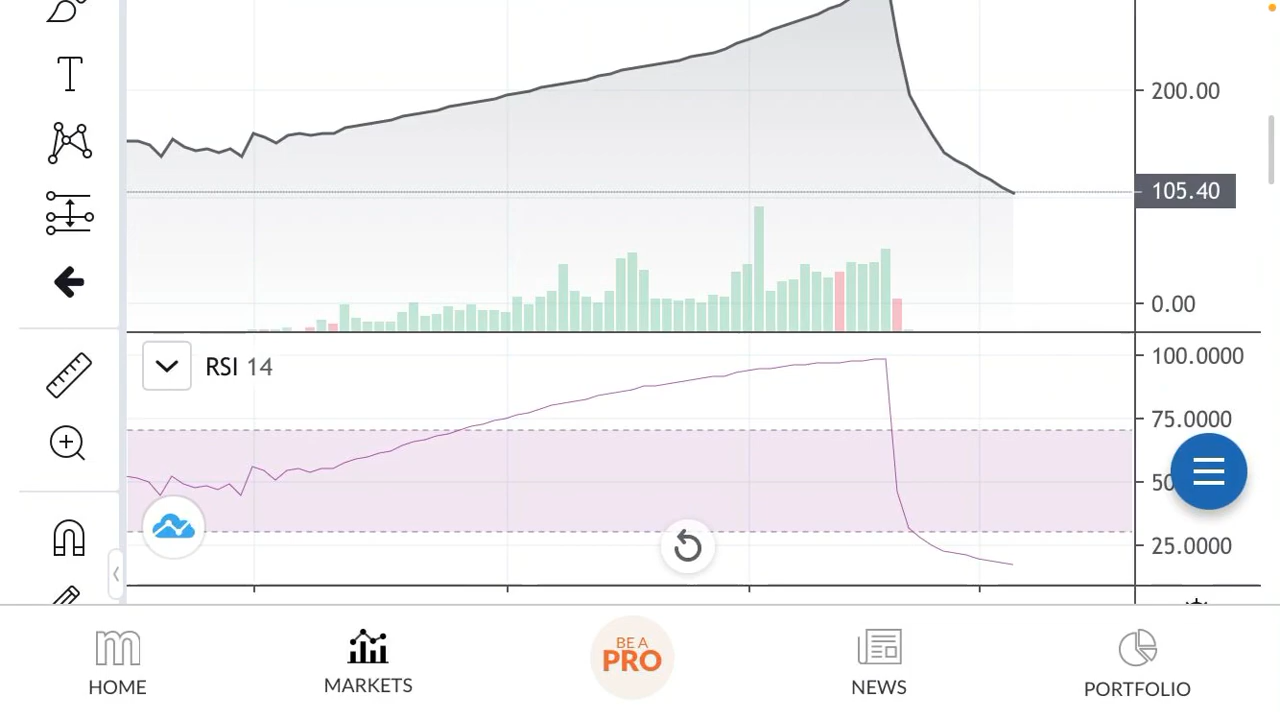 200.00
105.40
0.00
RSI 14
100.0000
75.0000
50
25.0000
HOME
MARKETS
BE A
PRO
NEWS
PORTFOLIO